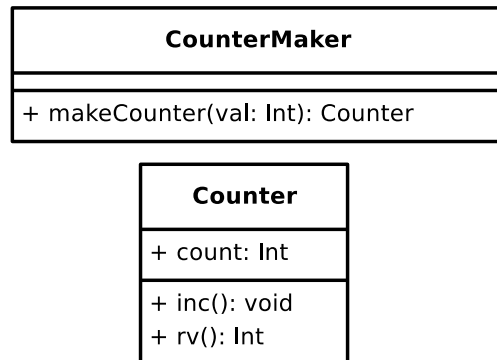 CounterMaker
+ makeCounter(val: Int): Counter
Counter
+ count: Int
+ inc(): void
+ rv(): Int